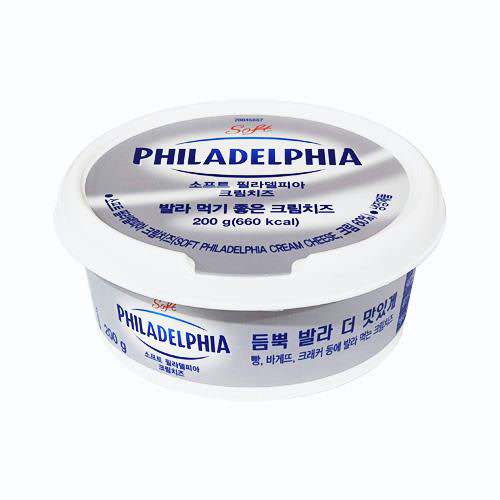 20045887
Soft
PHILADELPHIA
소프트 필라델피아
크림치즈
발라 먹기 좋은 크림치즈
200 g(660 kcal)
(SOFT PHILADELPHIA CREAM CHEESE,
Soft
PHILADELPHIA
소프트 필라델피아
크림치즈
200 g
듬뿍 발라 더 맛있게
빵, 바게뜨, 크래커 등에 발라 먹는 크림치즈